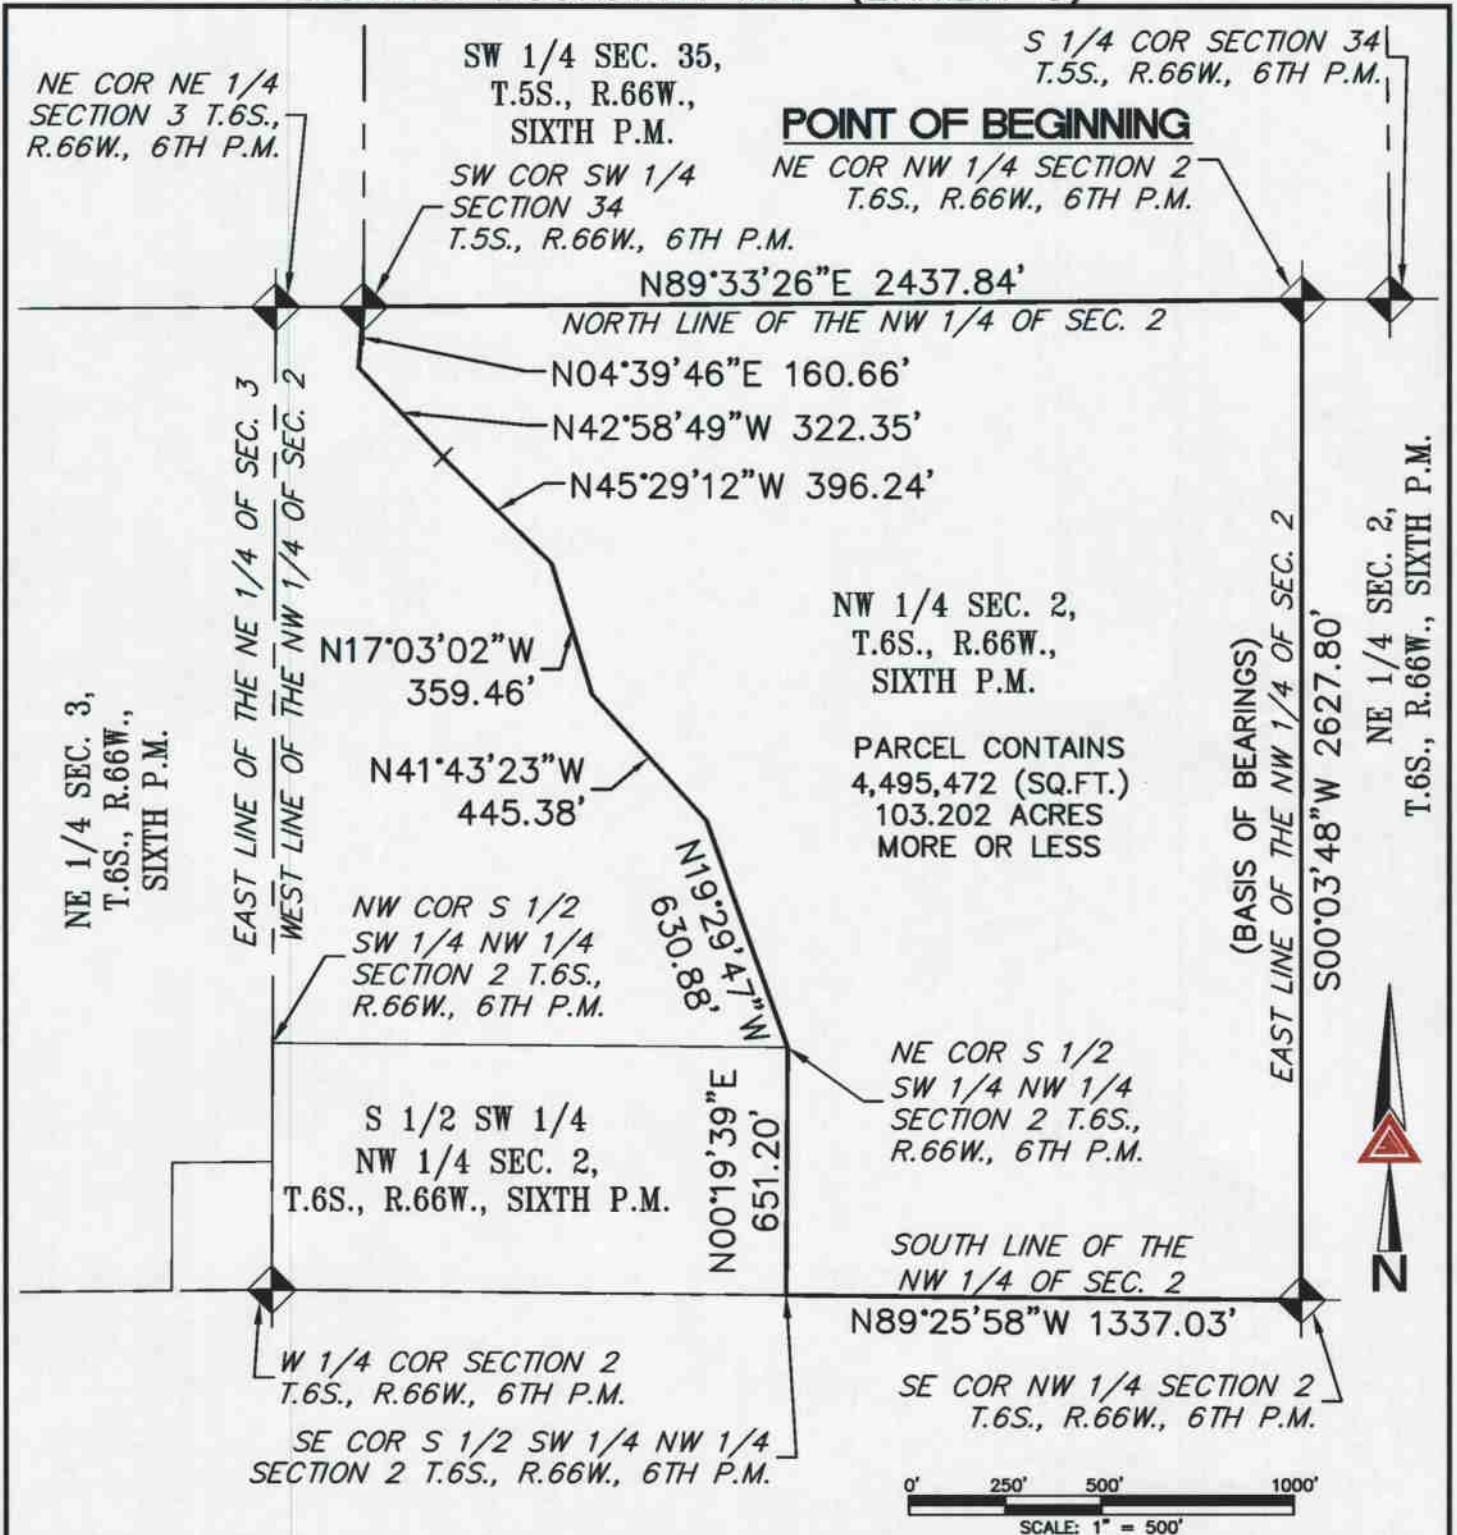 NE COR NE 1/4
SECTION 3 T.6S.,
R.66W., 6TH P.M.
SW 1/4 SEC. 35,
T.5S., R.66W.,
SIXTH P.M.
S 1/4 COR SECTION 34
T.5S., R.66W., 6TH P.M.
POINT OF BEGINNING
NE COR NW 1/4 SECTION 2
T.6S., R.66W., 6TH P.M.
SW COR SW 1/4
SECTION 34
T.5S., R.66W., 6TH P.M.
N89°33'26"E 2437.84'
NORTH LINE OF THE NW 1/4 OF SEC. 2
N04°39'46"E 160.66'
N42°58'49"W 322.35'
N45°29'12"W 396.24'
EAST LINE OF THE NE 1/4 OF SEC. 3
WEST LINE OF THE NW 1/4 OF SEC. 2
NE 1/4 SEC. 3,
T.6S., R.66W.,
SIXTH P.M.
N17°03'02"W
359.46'
N41°43'23"W
445.38'
N19°29'47"W
630.88'
NW 1/4 SEC. 2,
T.6S., R.66W.,
SIXTH P.M.
PARCEL CONTAINS
4,495,472 (SQ.FT.)
103.202 ACRES
MORE OR LESS
(BASIS OF BEARINGS)
EAST LINE OF THE NW 1/4 OF SEC. 2
S00°03'48"W 2627.80'
NE 1/4 SEC. 2,
T.6S., R.66W., SIXTH P.M.
NW COR S 1/2
SW 1/4 NW 1/4
SECTION 2 T.6S.,
R.66W., 6TH P.M.
NE COR S 1/2
SW 1/4 NW 1/4
SECTION 2 T.6S.,
R.66W., 6TH P.M.
S 1/2 SW 1/4
NW 1/4 SEC. 2,
T.6S., R.66W., SIXTH P.M.
N00°19'39"E
651.20'
SOUTH LINE OF THE
NW 1/4 OF SEC. 2
N89°25'58"W 1337.03'
N
W 1/4 COR SECTION 2
T.6S., R.66W., 6TH P.M.
SE COR NW 1/4 SECTION 2
T.6S., R.66W., 6TH P.M.
SE COR S 1/2 SW 1/4 NW 1/4
SECTION 2 T.6S., R.66W., 6TH P.M.
0' 250' 500' 1000'
SCALE: 1" = 500'